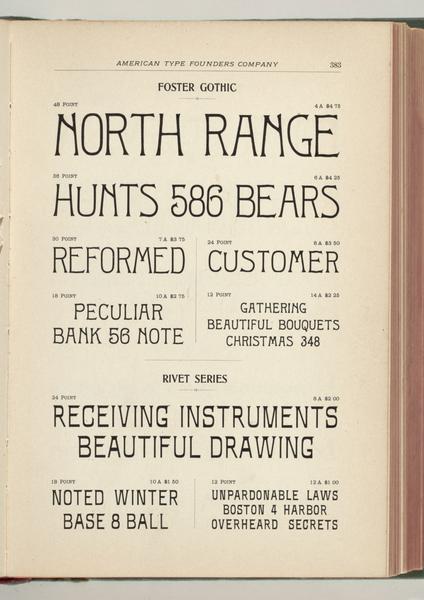 AMERICAN TYPE FOUNDERS COMPANY 383
FOSTER GOTHIC
48 POINT 4 A $4 75
NORTH RANGE
36 POINT 6 A $4 25
HUNTS 586 BEARS
30 POINT 7 A $3 75
REFORMED
24 POINT 8 A $3 50
CUSTOMER
18 POINT 10 A $2 75
PECULIAR
BANK 56 NOTE
12 POINT 14 A $2 25
GATHERING
BEAUTIFUL BOUQUETS
CHRISTMAS 348
RIVET SERIES
24 POINT 8 A $2 00
RECEIVING INSTRUMENTS
BEAUTIFUL DRAWING
18 POINT 10 A $1 50
NOTED WINTER
BASE 8 BALL
12 POINT 12 A $1 00
UNPARDONABLE LAWS
BOSTON 4 HARBOR
OVERHEARD SECRETS